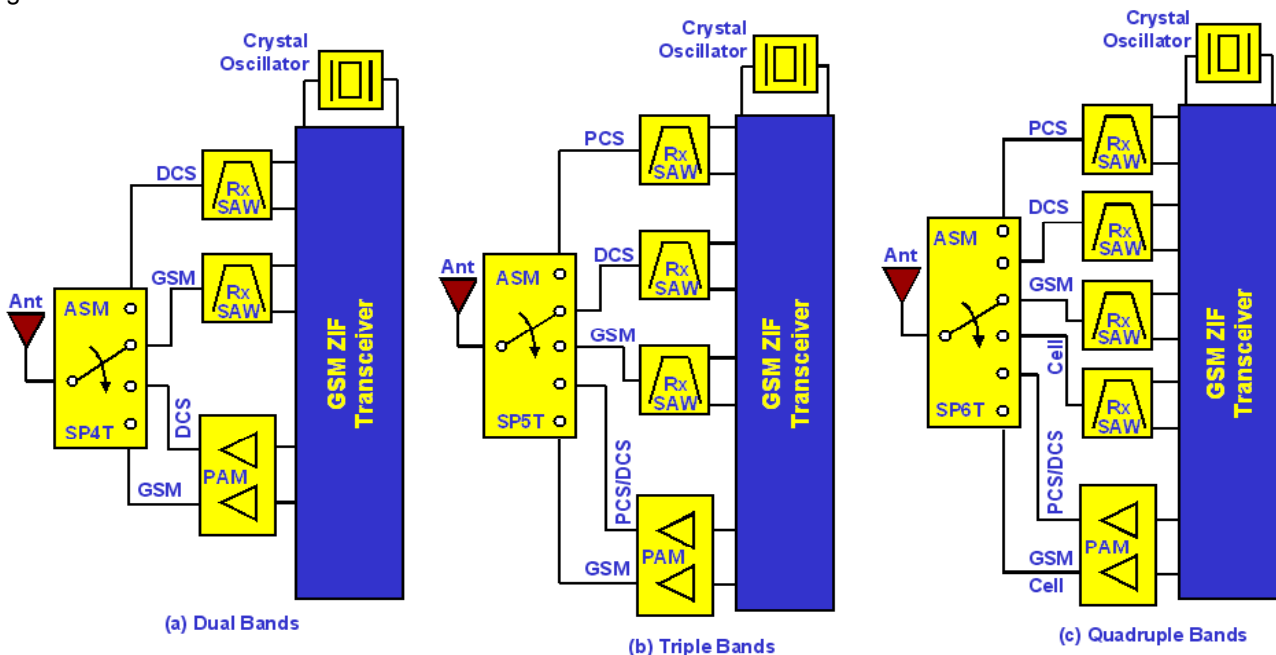 Crystal
Oscillator
DCS
Rx
SAW
GSM
Rx
SAW
Ant
ASM
SP4T
DCS
GSM
PAM
GSM ZIF
Transceiver
(a) Dual Bands
Crystal
Oscillator
PCS
Rx
SAW
DCS
Rx
SAW
GSM
Rx
SAW
Ant
ASM
SP5T
PCS/DCS
GSM
PAM
GSM ZIF
Transceiver
(b) Triple Bands
Crystal
Oscillator
PCS
Rx
SAW
DCS
Rx
SAW
GSM
Rx
SAW
Cell
Rx
SAW
Ant
ASM
SP6T
PCS/DCS
GSM
Cell
PAM
GSM ZIF
Transceiver
(c) Quadruple Bands